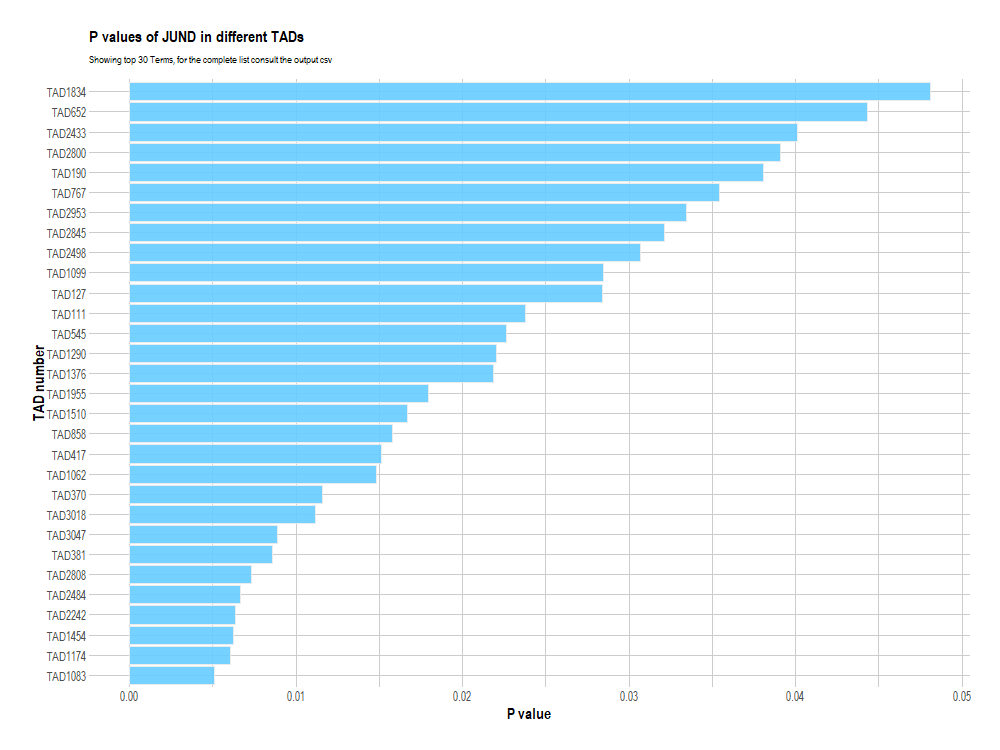 P values of JUND in different TADs
Showing top 30 Terms, for the complete list consult the output csv
TAD number
TAD1834
TAD652
TAD2433
TAD2800
TAD190
TAD767
TAD2953
TAD2845
TAD2498
TAD1099
TAD127
TAD111
TAD545
TAD1290
TAD1376
TAD1955
TAD1510
TAD858
TAD417
TAD1062
TAD370
TAD3018
TAD3047
TAD381
TAD2808
TAD2484
TAD2242
TAD1454
TAD1174
TAD1083
0.00 0.01 0.02 0.03 0.04 0.05
P value